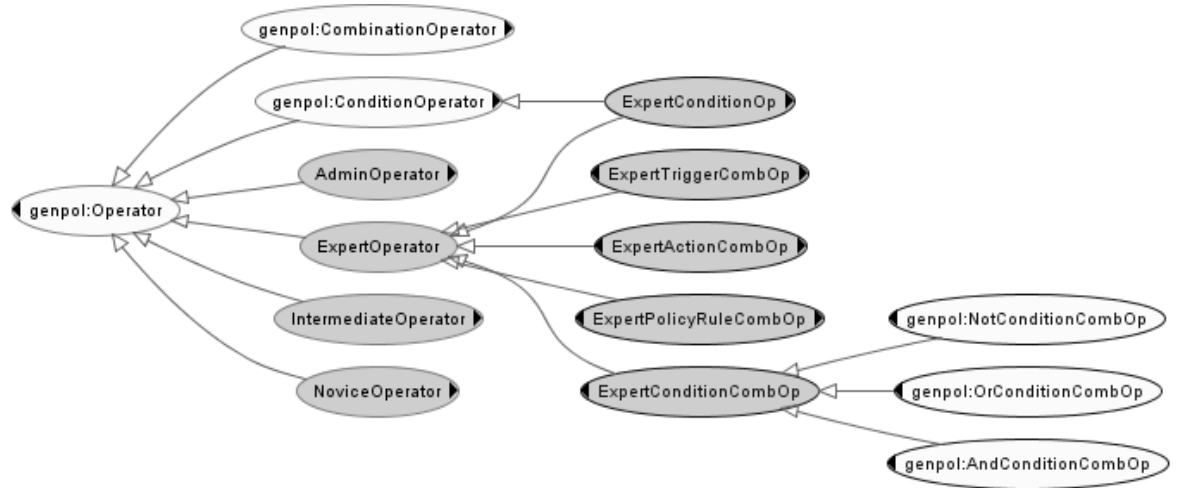 genpol:CombinationOperator
genpol:ConditionOperator
ExpertConditionOp
AdminOperator
ExpertTriggerCombOp
genpol:Operator
ExpertOperator
ExpertActionCombOp
IntermediateOperator
ExpertPolicyRuleCombOp
genpol:NotConditionCombOp
NoviceOperator
ExpertConditionCombOp
genpol:OrConditionCombOp
genpol:AndConditionCombOp